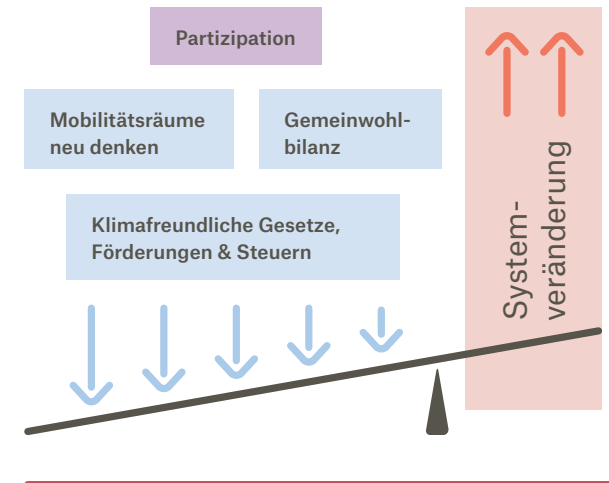 Partizipation
Mobilitätsräume
neu denken
Gemeinwohl-
bilanz
Klimafreundliche Gesetze,
Förderungen & Steuern
System-
veränderung